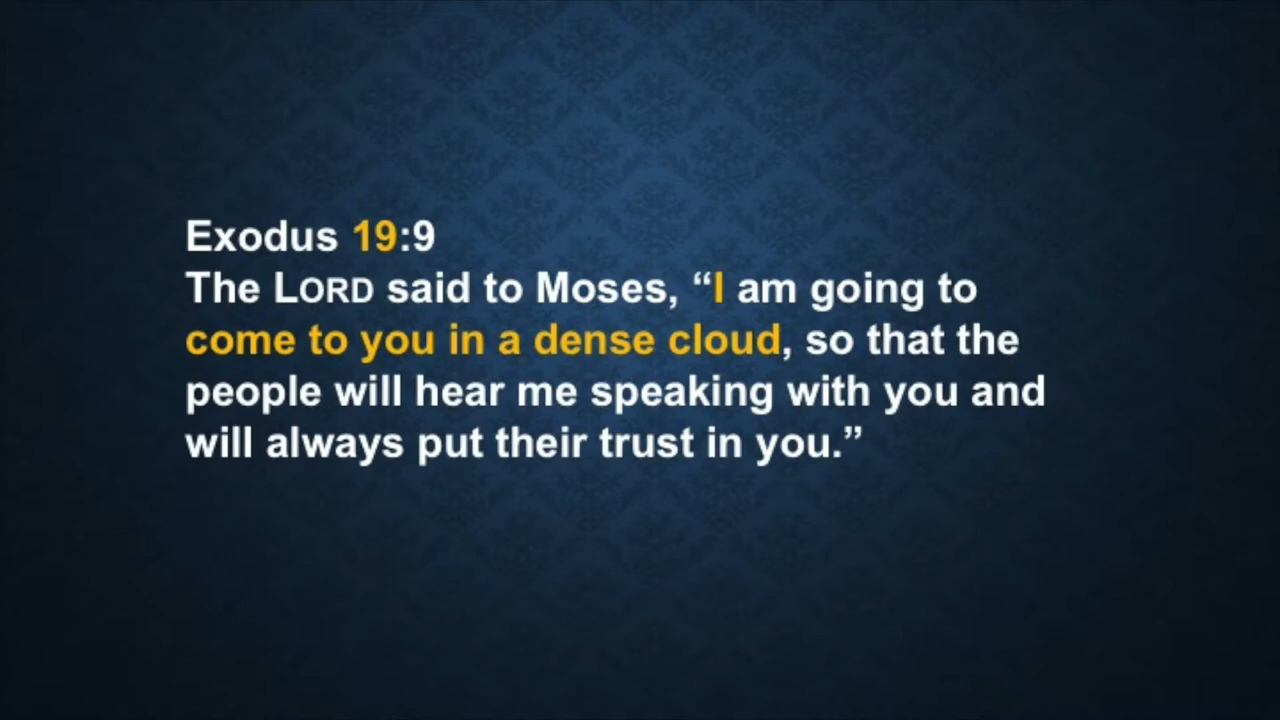 Exodus 19:9
The LORD said to Moses, “I am going to
come to you in a dense cloud, so that the
people will hear me speaking with you and
will always put their trust in you.”